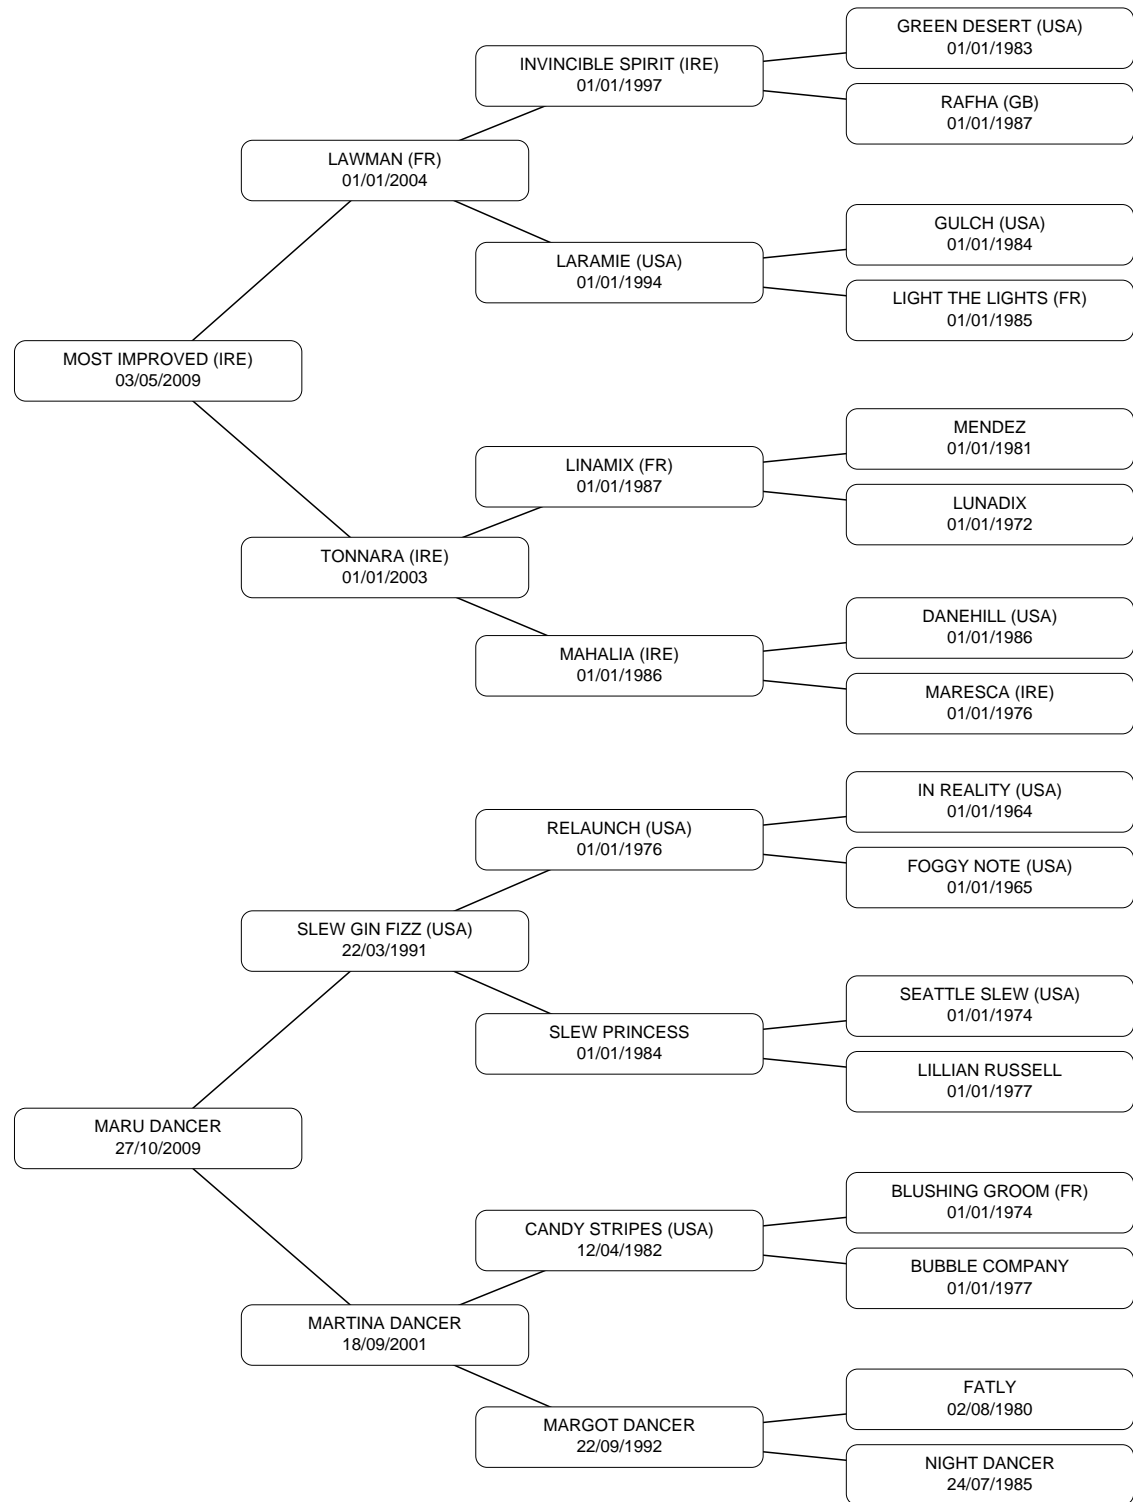 GREEN DESERT (USA)
01/01/1983
INVINCIBLE SPIRIT (IRE)
01/01/1997
RAFHA (GB)
01/01/1987
LAWMAN (FR)
01/01/2004
GULCH (USA)
01/01/1984
LARAMIE (USA)
01/01/1994
LIGHT THE LIGHTS (FR)
01/01/1985
MOST IMPROVED (IRE)
03/05/2009
MENDEZ
01/01/1981
LINAMIX (FR)
01/01/1987
LUNADIX
01/01/1972
TONNARA (IRE)
01/01/2003
DANEHILL (USA)
01/01/1986
MAHALIA (IRE)
01/01/1986
MARESCA (IRE)
01/01/1976
IN REALITY (USA)
01/01/1964
RELAUNCH (USA)
01/01/1976
FOGGY NOTE (USA)
01/01/1965
SLEW GIN FIZZ (USA)
22/03/1991
SEATTLE SLEW (USA)
01/01/1974
SLEW PRINCESS
01/01/1984
LILLIAN RUSSELL
01/01/1977
MARU DANCER
27/10/2009
BLUSHING GROOM (FR)
01/01/1974
CANDY STRIPES (USA)
12/04/1982
BUBBLE COMPANY
01/01/1977
MARTINA DANCER
18/09/2001
FATLY
02/08/1980
MARGOT DANCER
22/09/1992
NIGHT DANCER
24/07/1985